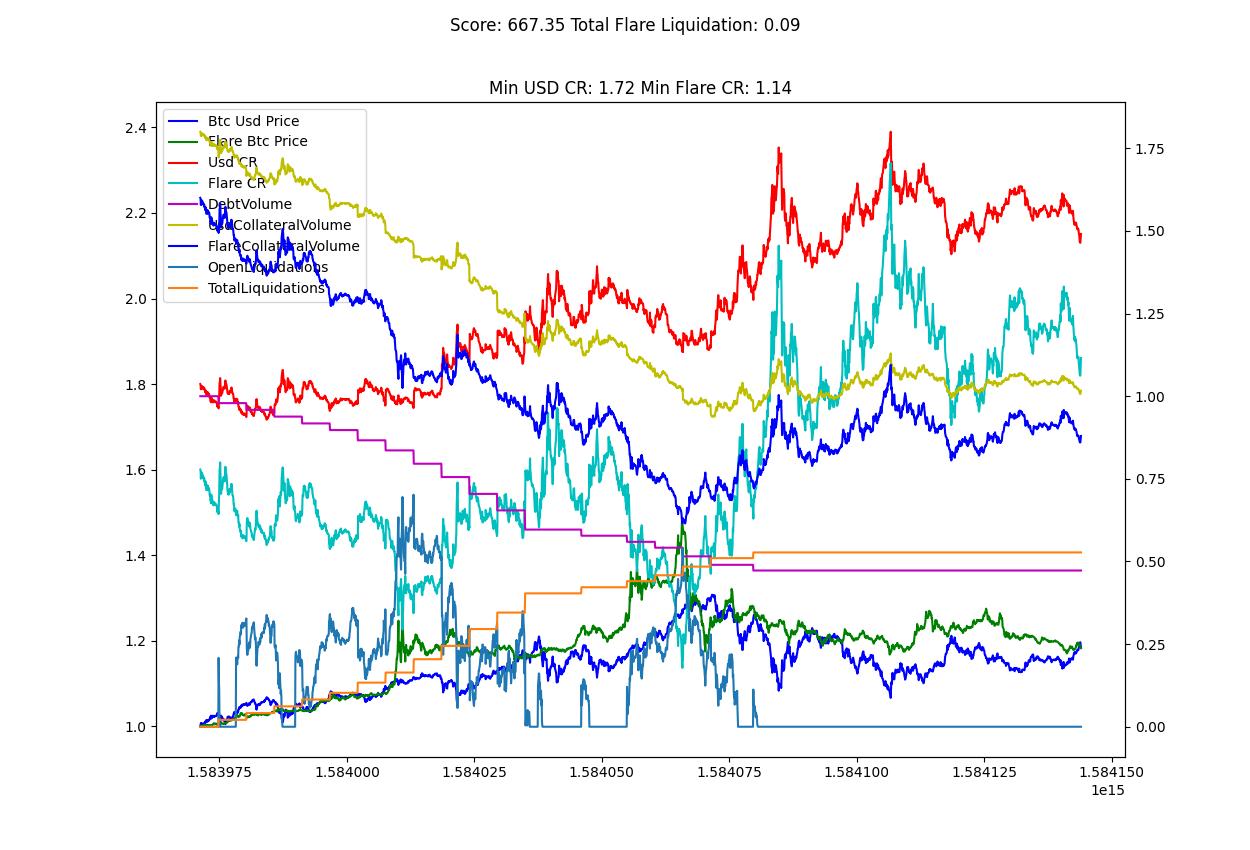 Score: 667.35 Total Flare Liquidation: 0.09
Min USD CR: 1.72 Min Flare CR: 1.14
Btc Usd Price
Flare Btc Price
Usd CR
Flare CR
DebtVolume
UsdCollateralVolume
FlareCollateralVolume
OpenLiquidations
TotalLiquidations
2.4
2.2
2.0
1.8
1.6
1.4
1.2
1.0
1.75
1.50
1.25
1.00
0.75
0.50
0.25
0.00
1.583975 1.584000 1.584025 1.584050 1.584075 1.584100 1.584125 1.584150
1e15